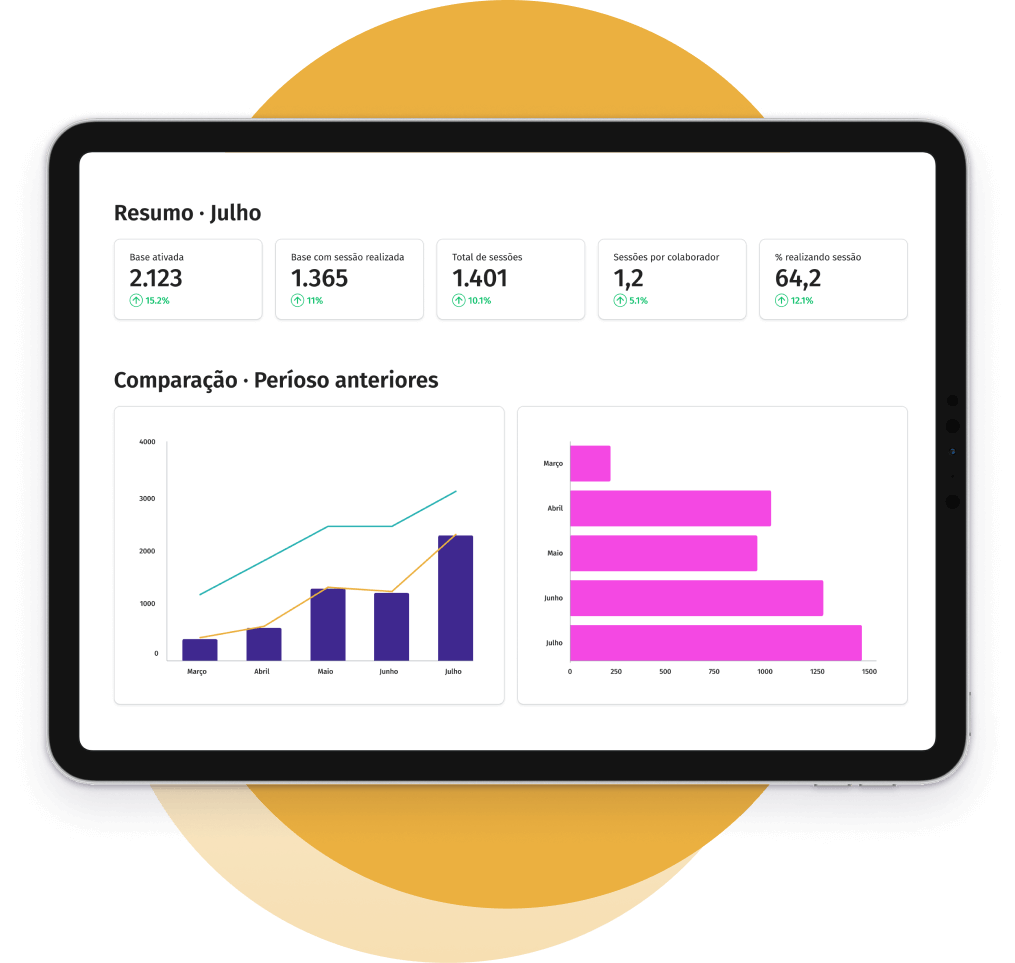 Resumo · Julho
Base ativada
2.123
15.2%
Base com sessão realizada
1.365
11%
Total de sessões
1.401
10.1%
Sessões por colaborador
1,2
5.1%
% realizando sessão
64,2
12.1%
Comparação · Períoso anteriores
4000
3000
2000
1000
0
Março Abril Maio Junho Julho
Março
Abril
Maio
Junho
Julho
0 250 500 750 1000 1250 1500